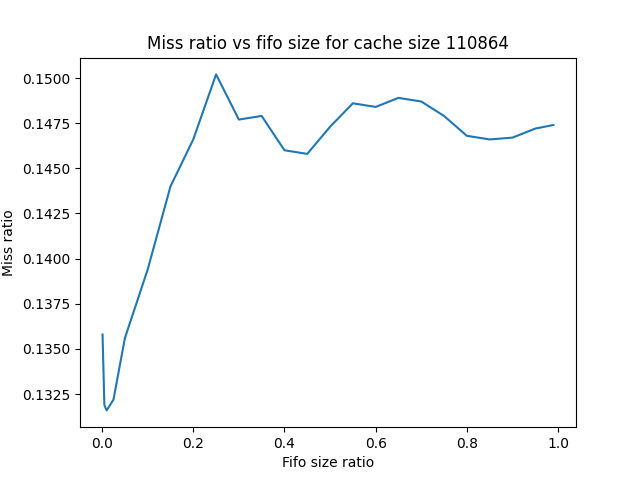 Miss ratio vs fifo size for cache size 110864
0.1500
0.1475
0.1450
0.1425
0.1400
0.1375
0.1350
0.1325
Miss ratio
0.0 0.2 0.4 0.6 0.8 1.0
Fifo size ratio